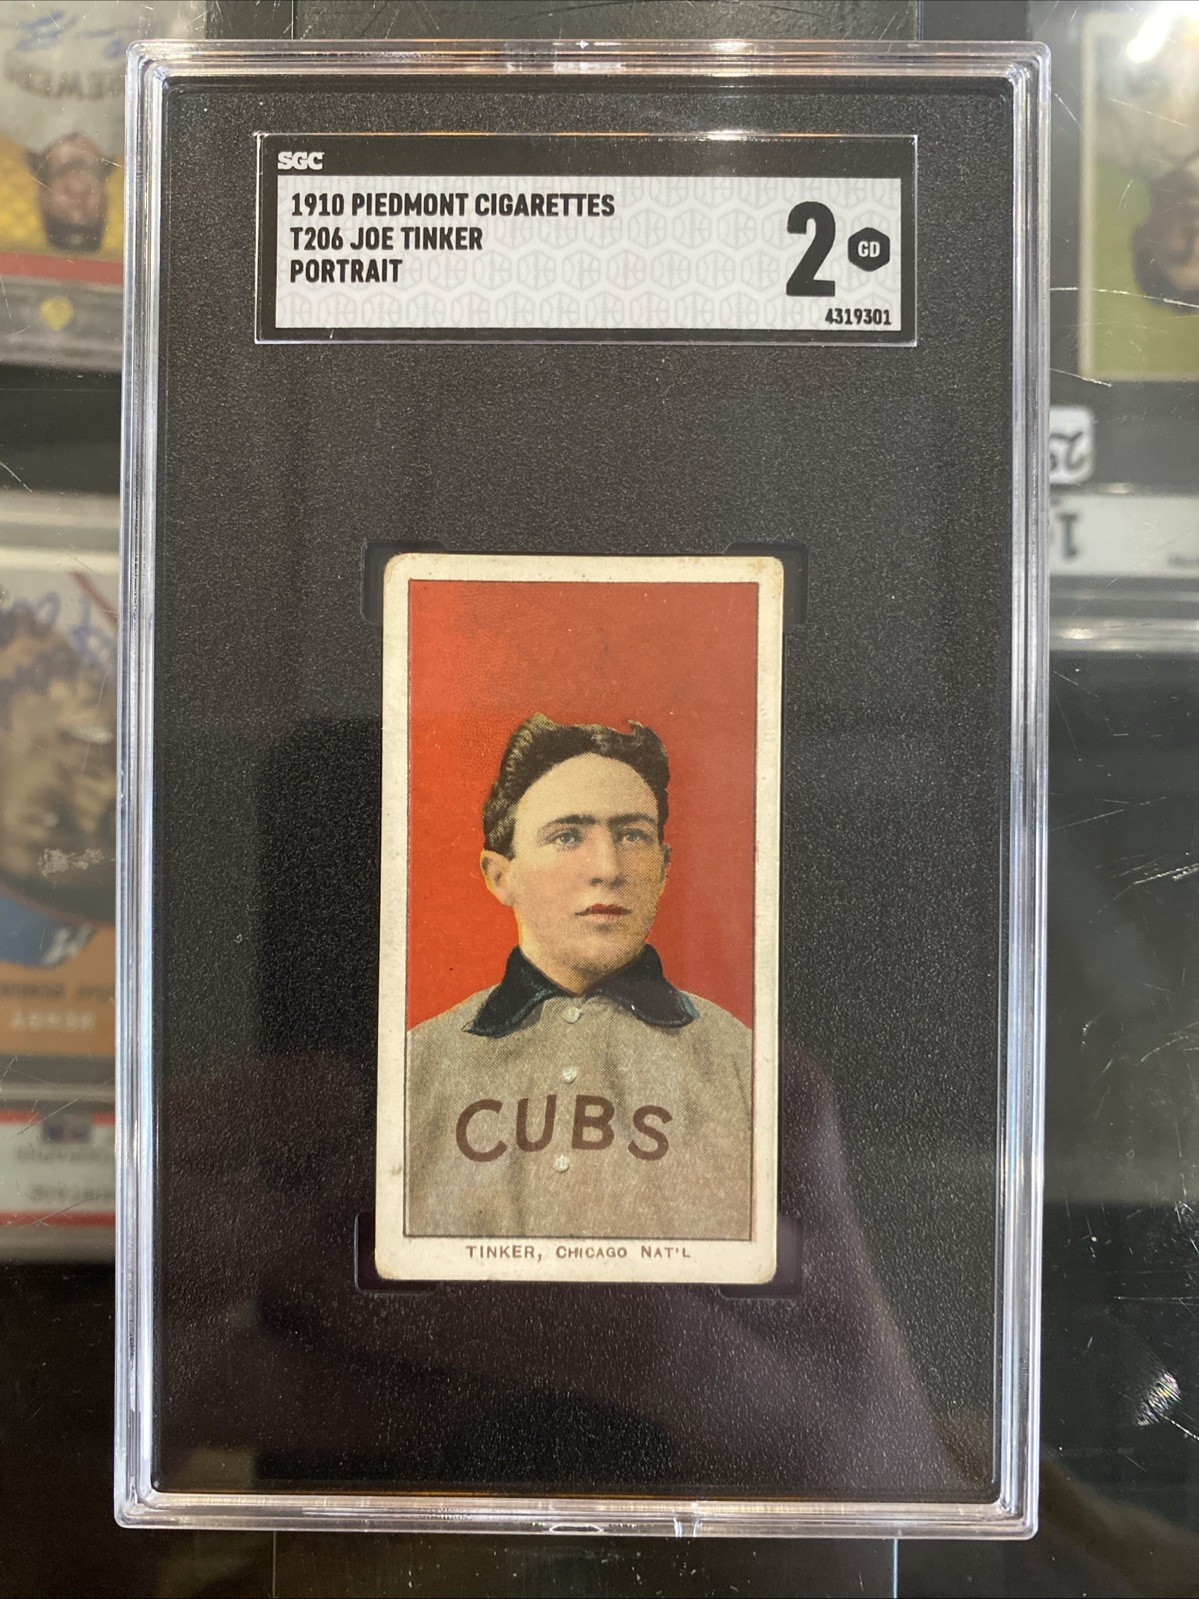 SGC
1910 PIEDMONT CIGARETTES
T206 JOE TINKER
PORTRAIT
2 GD
4319301
CUBS
TINKER, CHICAGO NAT'L